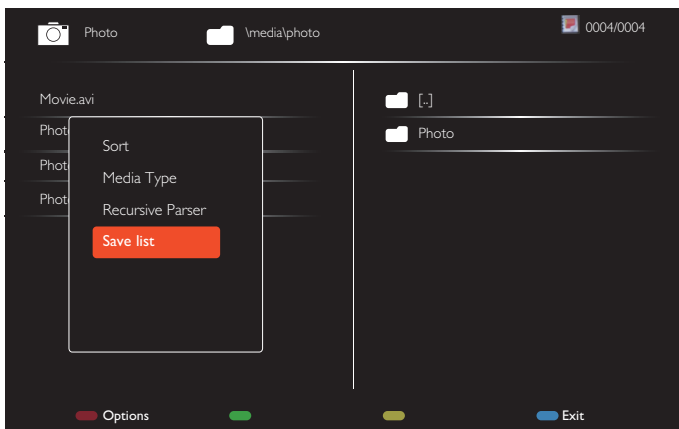 Photo
\media\photo
0004/0004
Movie.avi
Phot
Phot
Phot
Sort
Media Type
Recursive Parser
Save list
[..]
Photo
Options
Exit